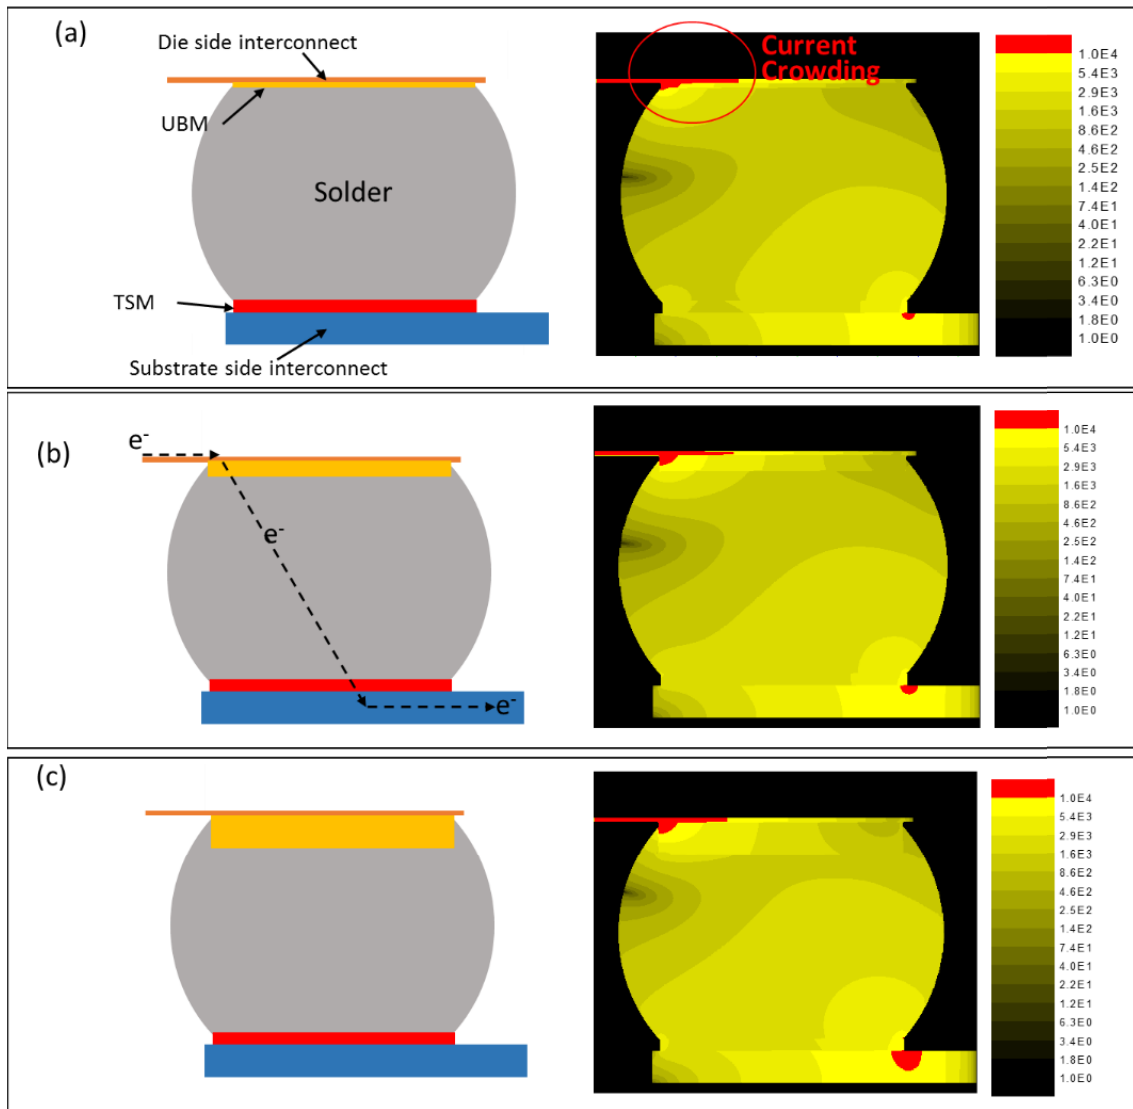 (a)
Die side interconnect
UBM
Solder
TSM
Substrate side interconnect
Current
Crowding
1.0E4
5.4E3
2.9E3
1.6E3
8.6E2
4.6E2
2.5E2
1.4E2
7.4E1
4.0E1
2.2E1
1.2E1
6.3E0
3.4E0
1.8E0
1.0E0
(b)
e-
e-
e-
1.0E4
5.4E3
2.9E3
1.6E3
8.6E2
4.6E2
2.5E2
1.4E2
7.4E1
4.0E1
2.2E1
1.2E1
6.3E0
3.4E0
1.8E0
1.0E0
(c)
1.0E4
5.4E3
2.9E3
1.6E3
8.6E2
4.6E2
2.5E2
1.4E2
7.4E1
4.0E1
2.2E1
1.2E1
6.3E0
3.4E0
1.8E0
1.0E0